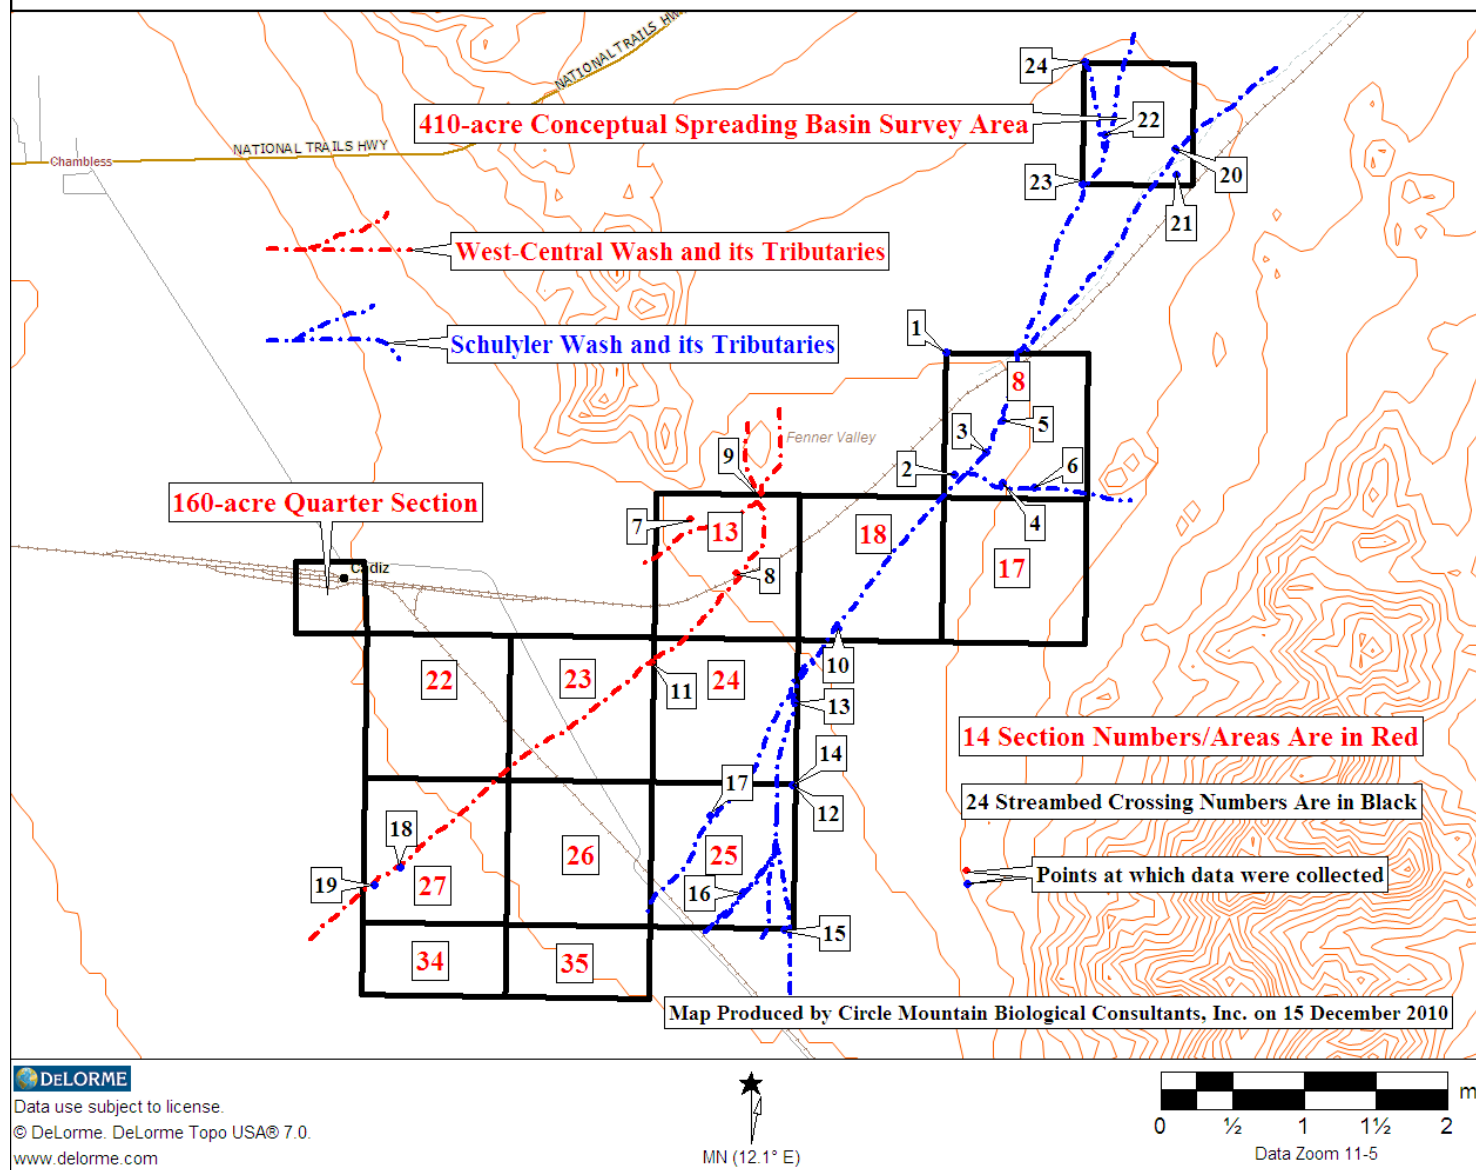 NATIONAL TRAILS HWY
24
410-acre Conceptual Spreading Basin Survey Area
22
NATIONAL TRAILS HWY
Chambless
20
23
21
West-Central Wash and its Tributaries
Schulyler Wash and its Tributaries
1
8
5
3
Fenner Valley
9
2
6
160-acre Quarter Section
7
13
18
4
17
Cadiz
8
10
22
23
11
24
13
14 Section Numbers/Areas Are in Red
14
17
12
24 Streambed Crossing Numbers Are in Black
18
26
25
19
27
16
Points at which data were collected
15
34
35
Map Produced by Circle Mountain Biological Consultants, Inc. on 15 December 2010
DELORME
Data use subject to license.
© DeLorme. DeLorme Topo USA® 7.0.
www.delorme.com
MN (12.1° E)
m
0 ½ 1 1½ 2
Data Zoom 11-5